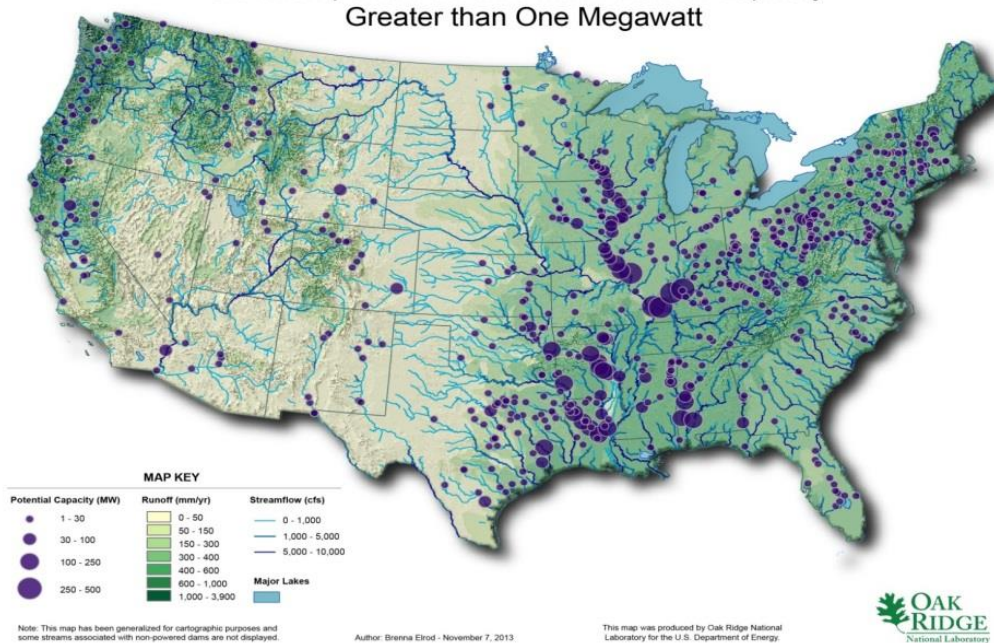 Greater than One Megawatt
MAP KEY
Potential Capacity (MW)
1 - 30
30 - 100
100 - 250
250 - 500
Runoff (mm/yr)
0 - 50
50 - 150
150 - 300
300 - 400
400 - 600
600 - 1,000
1,000 - 3,900
Streamflow (cfs)
0 - 1,000
1,000 - 5,000
5,000 - 10,000
Major Lakes
Note: This map has been generalized for cartographic purposes and
some streams associated with non-powered dams are not displayed.
Author: Brenna Elrod - November 7, 2013
This map was produced by Oak Ridge National
Laboratory for the U.S. Department of Energy.
OAK
RIDGE
National Laboratory